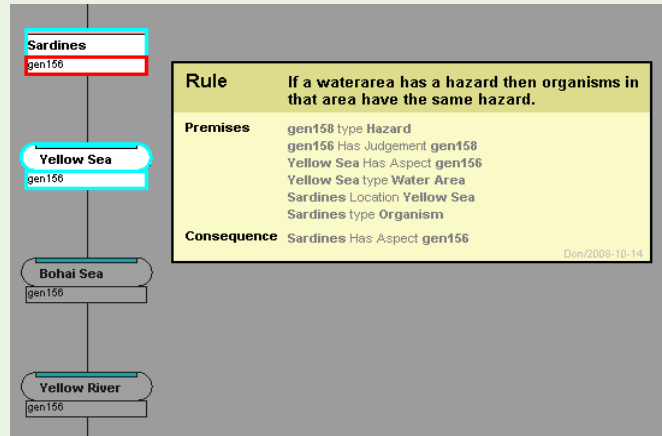 Sardines
gen156
Yellow Sea
gen156
Bohai Sea
gen156
Yellow River
gen156
Rule If a waterarea has a hazard then organisms in
that area have the same hazard.
Premises gen158 type Hazard
gen156 Has Judgement gen158
Yellow Sea Has Aspect gen156
Yellow Sea type Water Area
Sardines Location Yellow Sea
Sardines type Organism
Consequence Sardines Has Aspect gen156
Don/2008-10-14